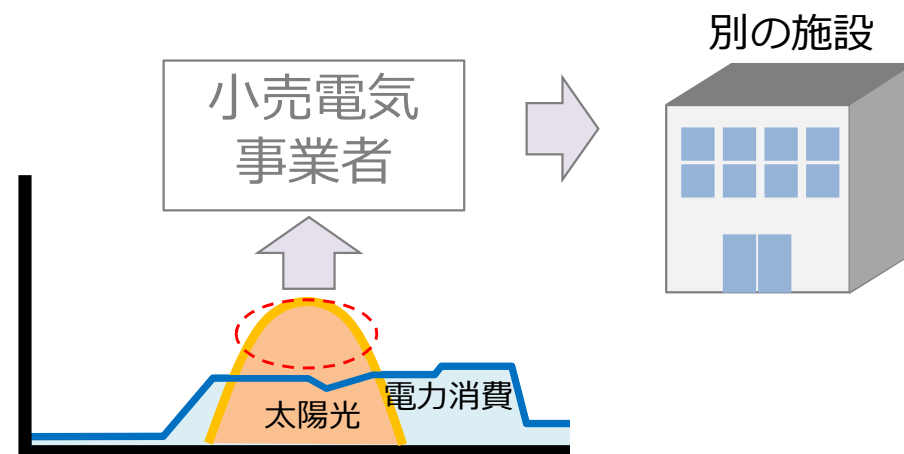 別の施設
小売電気
事業者
電力消費
太陽光